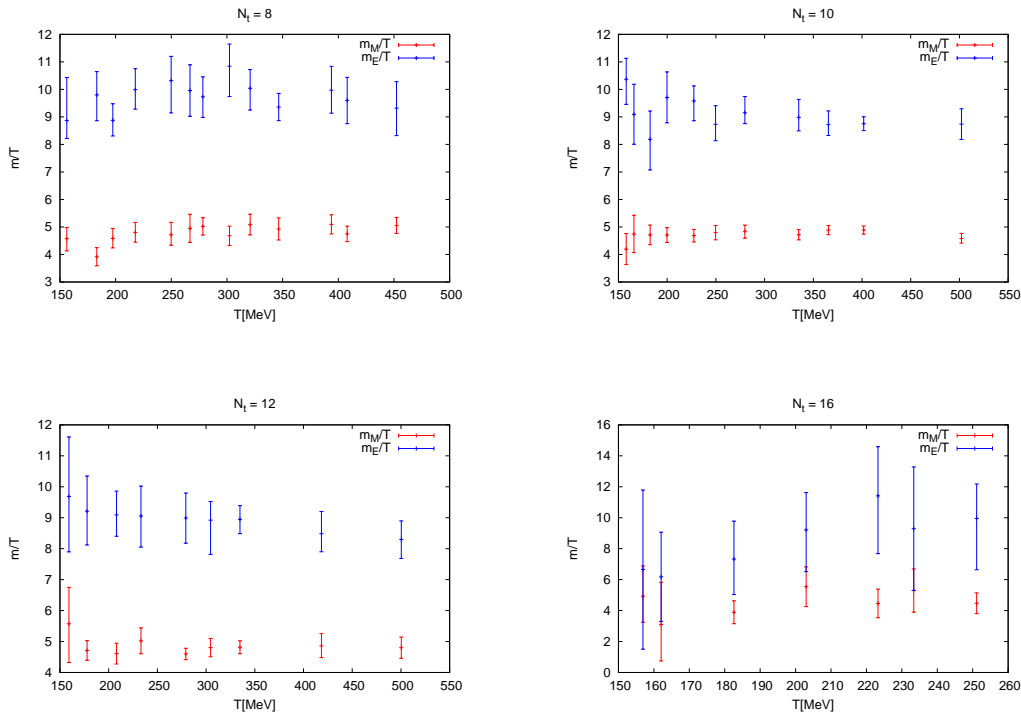 N_t = 8
m_M/T
m_E/T
12
11
10
9
8
7
6
5
4
3
m/T
150 200 250 300 350 400 450 500
T[MeV]
N_t = 10
m_M/T
m_E/T
12
11
10
9
8
7
6
5
4
3
m/T
150 200 250 300 350 400 450 500 550
T[MeV]
N_t = 12
m_M/T
m_E/T
12
11
10
9
8
7
6
5
4
m/T
150 200 250 300 350 400 450 500 550
T[MeV]
N_t = 16
m_M/T
m_E/T
16
14
12
10
8
6
4
2
0
m/T
150 160 170 180 190 200 210 220 230 240 250 260
T[MeV]